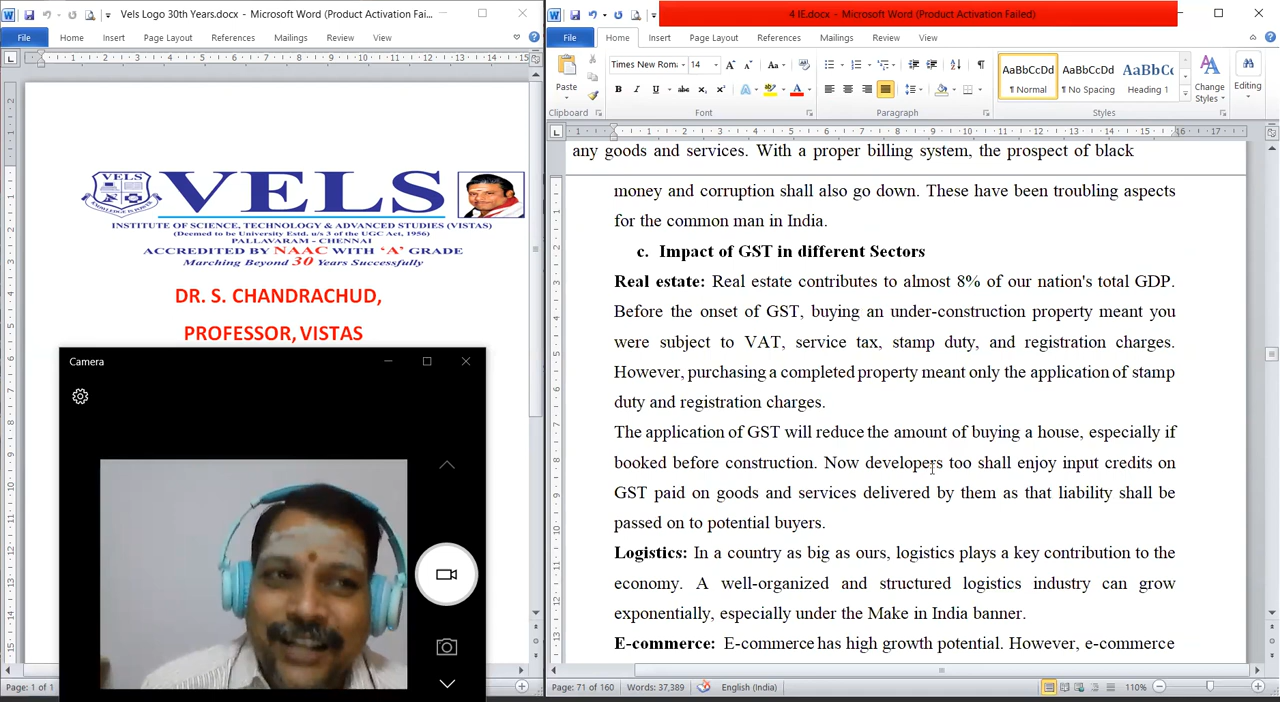 Vels Logo 30th Years.docx - Microsoft Word (Product Activation Fai...
File Home Insert Page Layout References Mailings Review View
VELS
VELS
INSTITUTE OF SCIENCE, TECHNOLOGY & ADVANCED STUDIES (VISTAS)
(Deemed to be University Estd. u/s 3 of the UGC Act, 1956)
PALLAVARAM - CHENNAI
ACCREDITED BY NAAC WITH 'A' GRADE
Marching Beyond 30 Years Successfully
DR. S. CHANDRACHUD,
PROFESSOR, VISTAS
Camera
Page: 1 of 1
4 IE.docx - Microsoft Word (Product Activation Failed)
File Home Insert Page Layout References Mailings Review View
Paste
Clipboard
Times New Rom 14
Font
Paragraph
AaBbCcDd AaBbCcDd AaBbCc
¶ Normal ¶ No Spacing Heading 1
Change
Styles
Styles
Editing
any goods and services. With a proper billing system, the prospect of black
money and corruption shall also go down. These have been troubling aspects
for the common man in India.
c. Impact of GST in different Sectors
Real estate: Real estate contributes to almost 8% of our nation's total GDP.
Before the onset of GST, buying an under-construction property meant you
were subject to VAT, service tax, stamp duty, and registration charges.
However, purchasing a completed property meant only the application of stamp
duty and registration charges.
The application of GST will reduce the amount of buying a house, especially if
booked before construction. Now developers too shall enjoy input credits on
GST paid on goods and services delivered by them as that liability shall be
passed on to potential buyers.
Logistics: In a country as big as ours, logistics plays a key contribution to the
economy. A well-organized and structured logistics industry can grow
exponentially, especially under the Make in India banner.
E-commerce: E-commerce has high growth potential. However, e-commerce
Page: 71 of 160 Words: 37,389 English (India) 110%